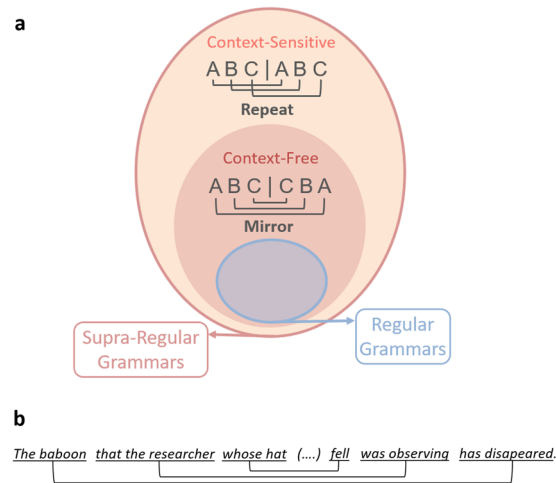 a
Context-Sensitive
A B C | A B C
Repeat
Context-Free
A B C | C B A
Mirror
Supra-Regular
Grammars
Regular
Grammars
b
The baboon that the researcher whose hat (....) fell was observing has disapeared.